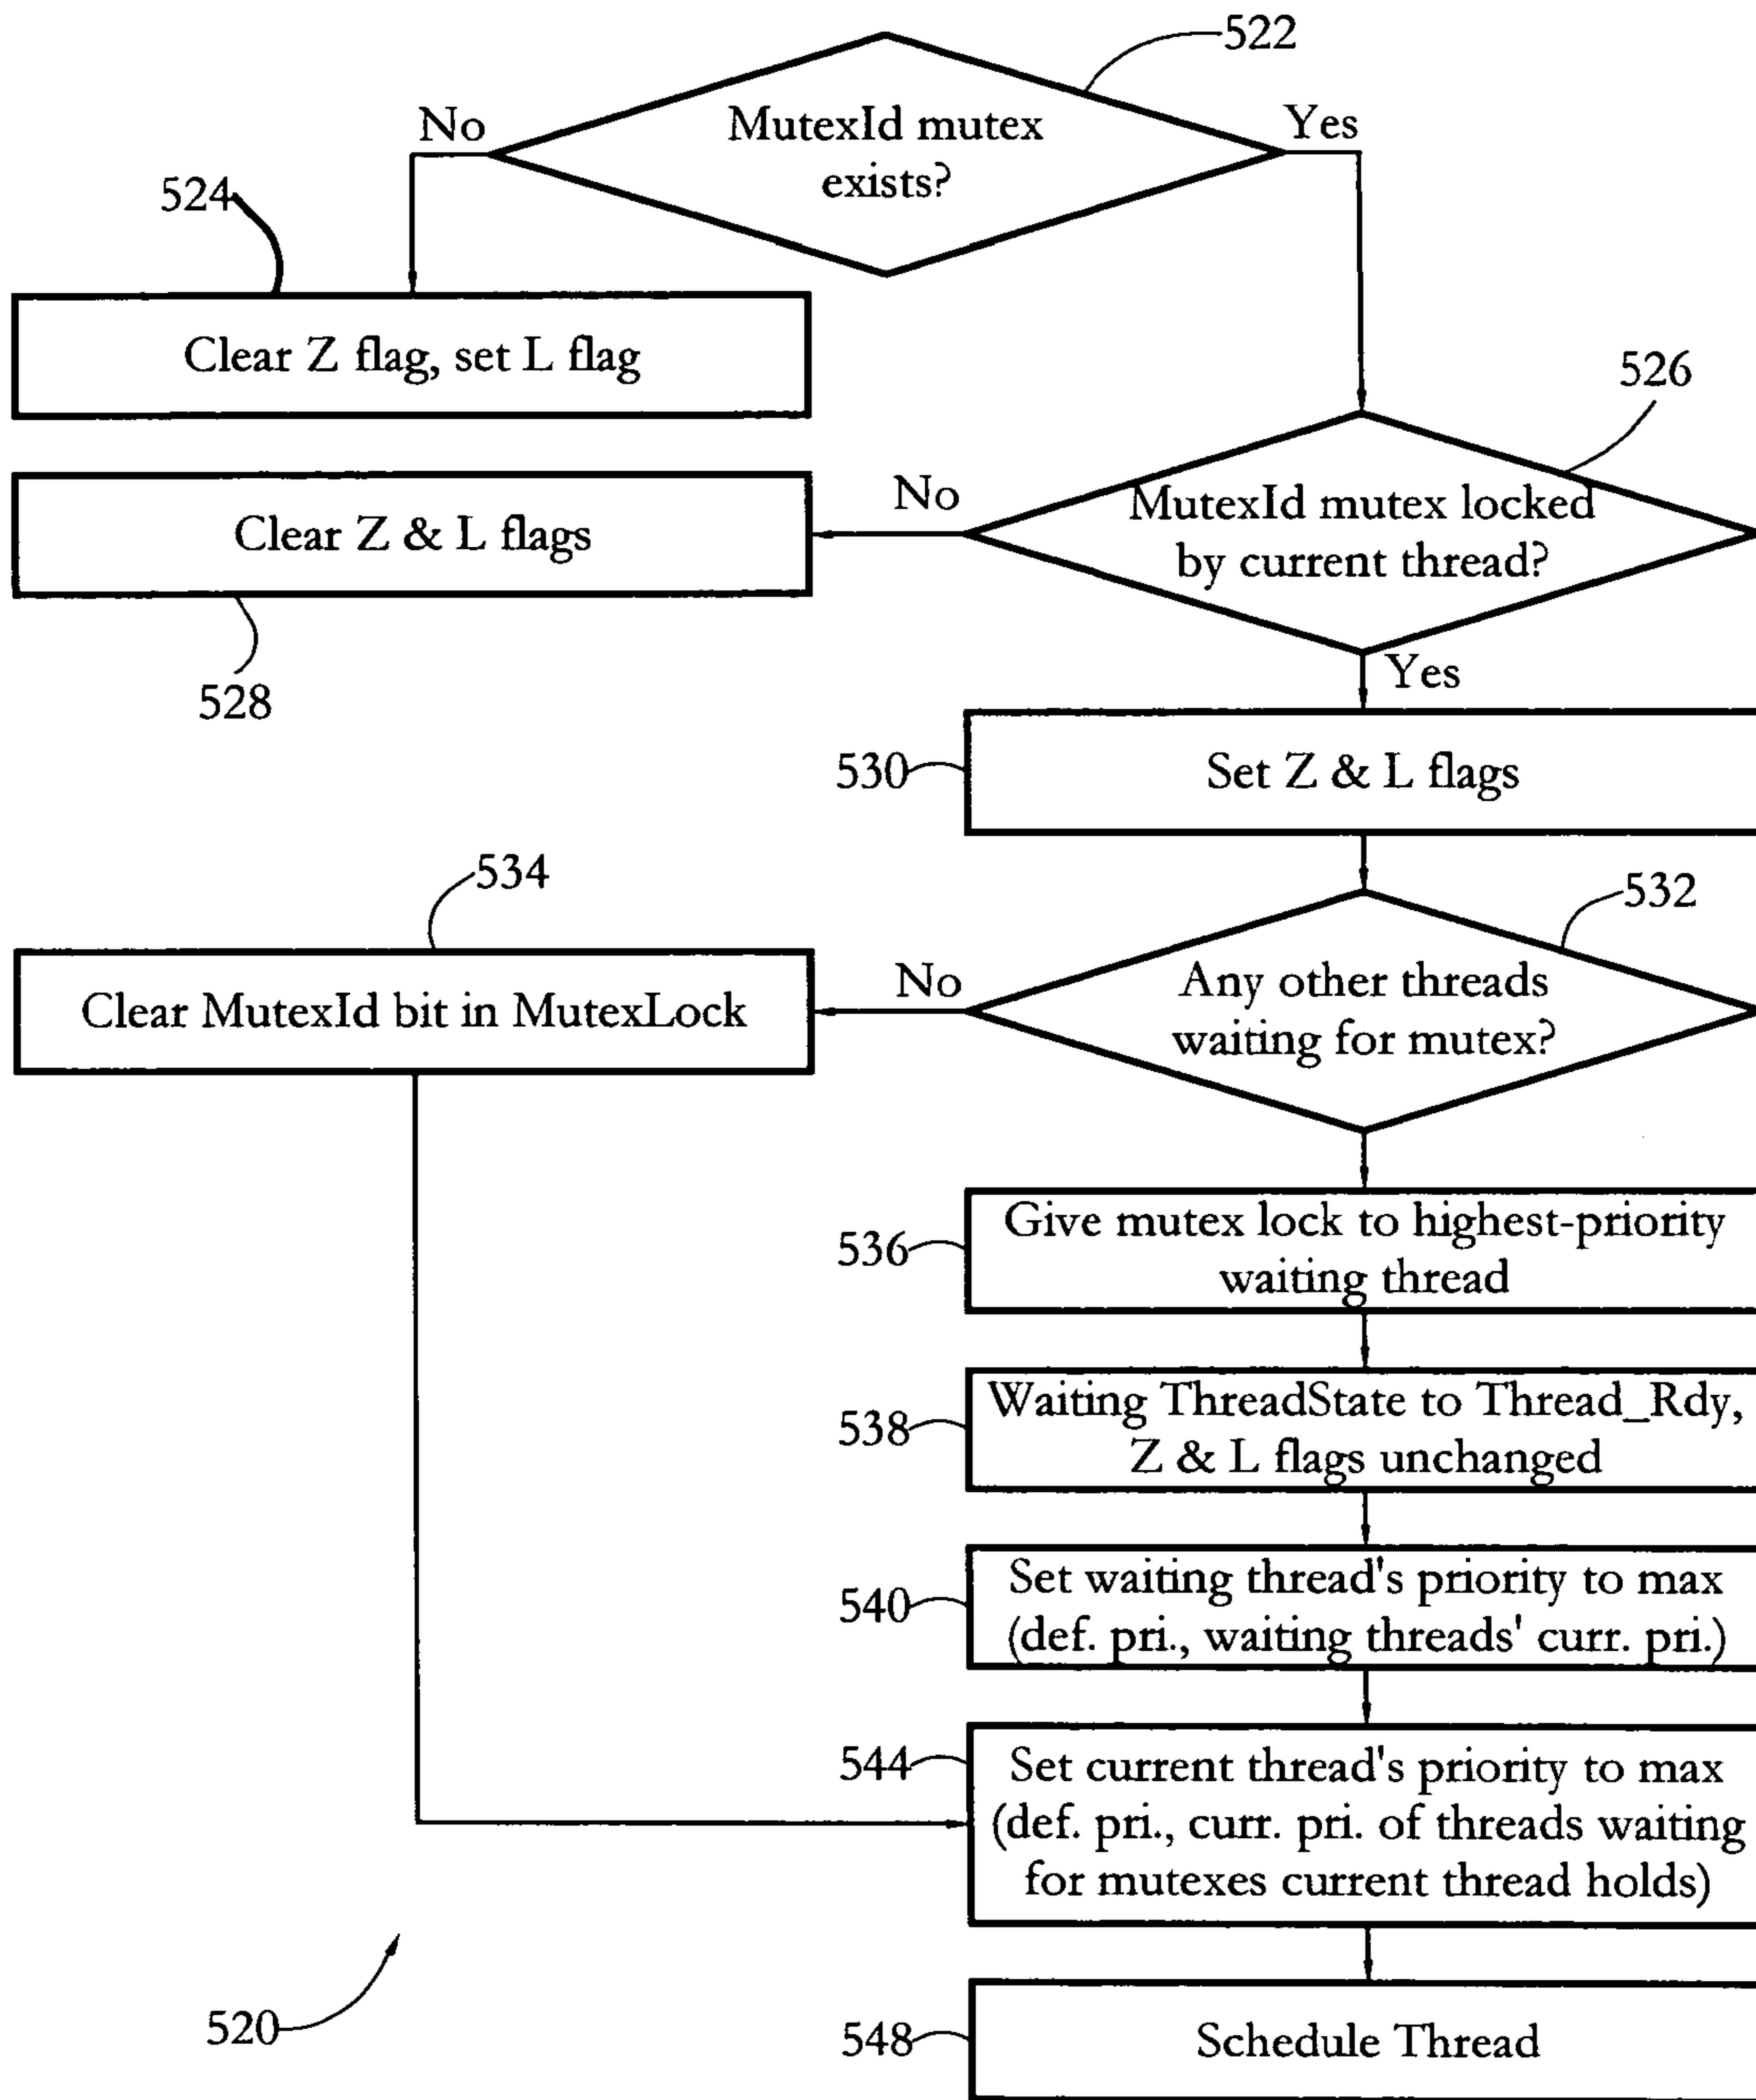 522
No
MutexId mutex
exists?
Yes
524
Clear Z flag, set L flag
526
No
MutexId mutex locked
by current thread?
Clear Z & L flags
528
Yes
530
Set Z & L flags
534
532
Clear MutexId bit in MutexLock
No
Any other threads
waiting for mutex?
536
Give mutex lock to highest-priority
waiting thread
538
Waiting ThreadState to Thread_Rdy,
Z & L flags unchanged
540
Set waiting thread's priority to max
(def. pri., waiting threads' curr. pri.)
544
Set current thread's priority to max
(def. pri., curr. pri. of threads waiting
for mutexes current thread holds)
520
548
Schedule Thread